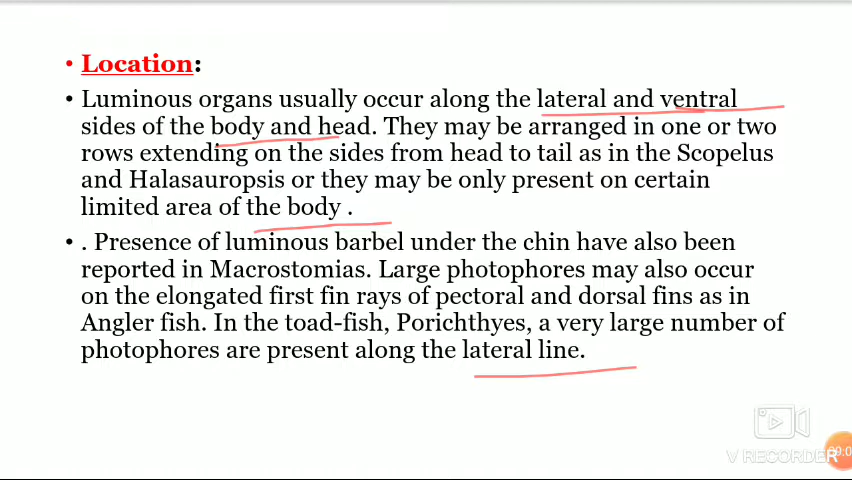 • Location:
• Luminous organs usually occur along the lateral and ventral
sides of the body and head. They may be arranged in one or two
rows extending on the sides from head to tail as in the Scopelus
and Halasauropsis or they may be only present on certain
limited area of the body .
• . Presence of luminous barbel under the chin have also been
reported in Macrostomias. Large photophores may also occur
on the elongated first fin rays of pectoral and dorsal fins as in
Angler fish. In the toad-fish, Porichthyes, a very large number of
photophores are present along the lateral line.
V RECORDER